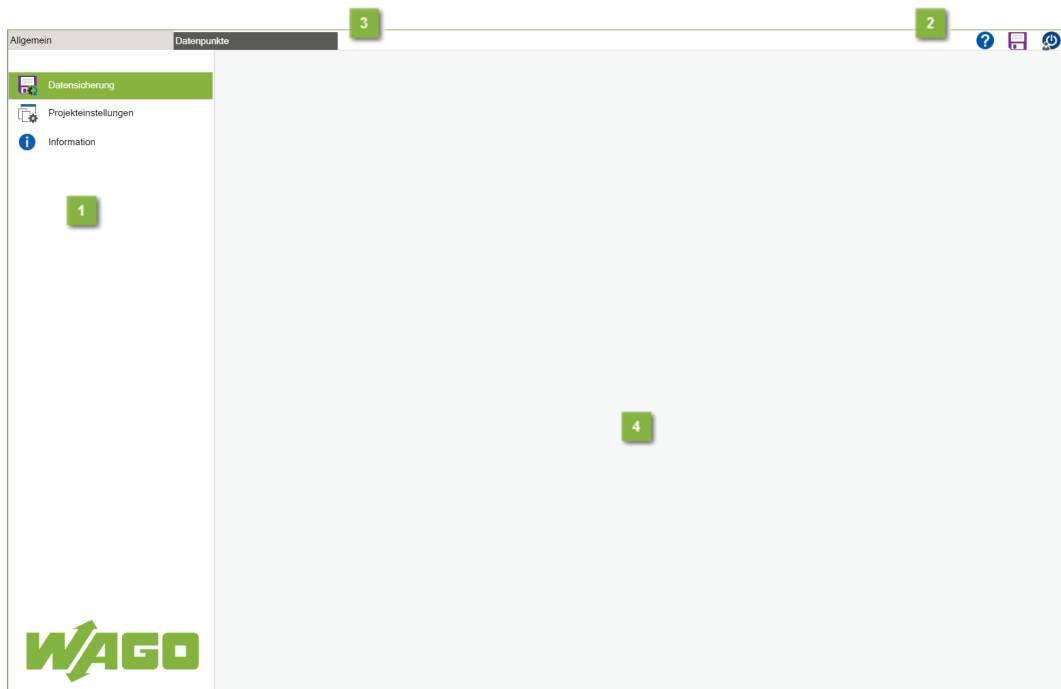 3
2
Allgemein
Datenpunkte
Datensicherung
Projekteinstellungen
Information
1
4
WAGO